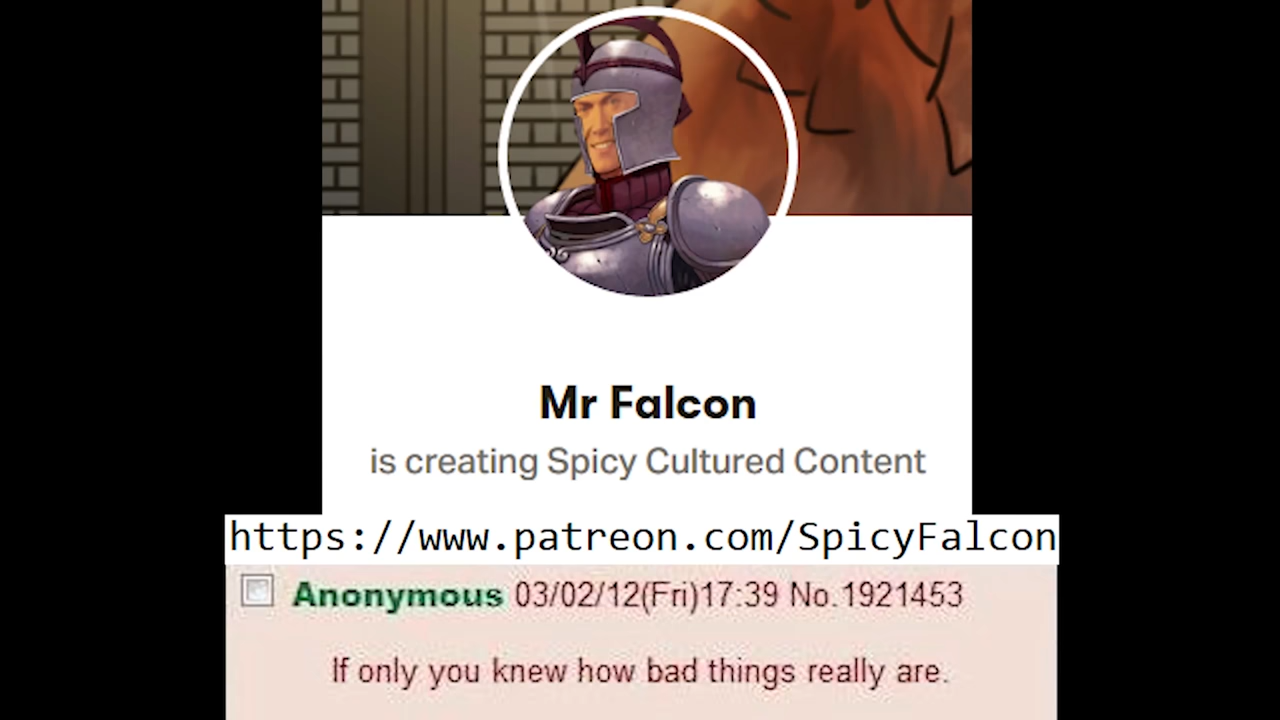 Mr Falcon
is creating Spicy Cultured Content
https://www.patreon.com/SpicyFalcon
Anonymous 03/02/12(Fri)17:39 No.1921453
If only you knew how bad things really are.